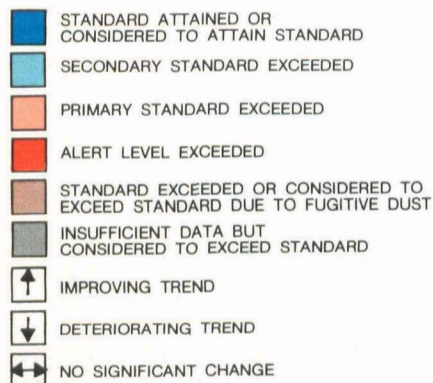 STANDARD ATTAINED OR
CONSIDERED TO ATTAIN STANDARD
SECONDARY STANDARD EXCEEDED
PRIMARY STANDARD EXCEEDED
ALERT LEVEL EXCEEDED
STANDARD EXCEEDED OR CONSIDERED TO
EXCEED STANDARD DUE TO FUGITIVE DUST
INSUFFICIENT DATA BUT
CONSIDERED TO EXCEED STANDARD
IMPROVING TREND
DETERIORATING TREND
NO SIGNIFICANT CHANGE